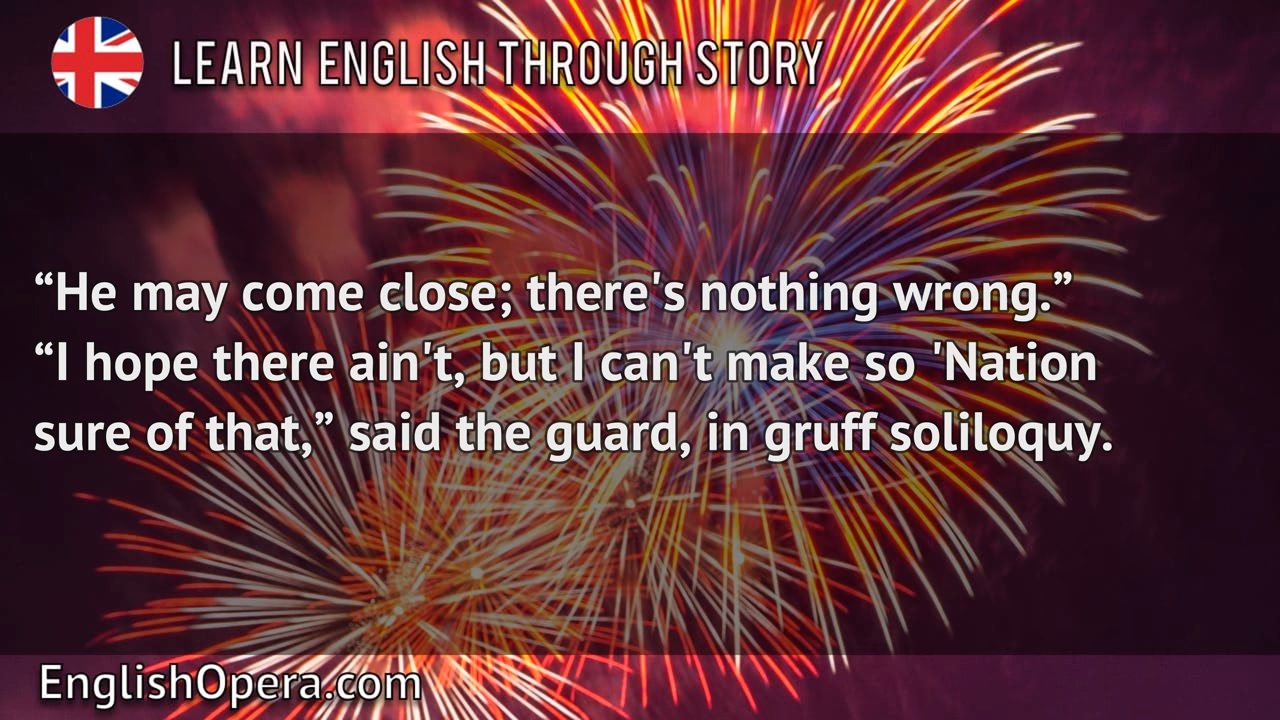 LEARN ENGLISH THROUGH STORY
“He may come close; there's nothing wrong.”
“I hope there ain't, but I can't make so 'Nation
sure of that,” said the guard, in gruff soliloquy.
EnglishOpera.com